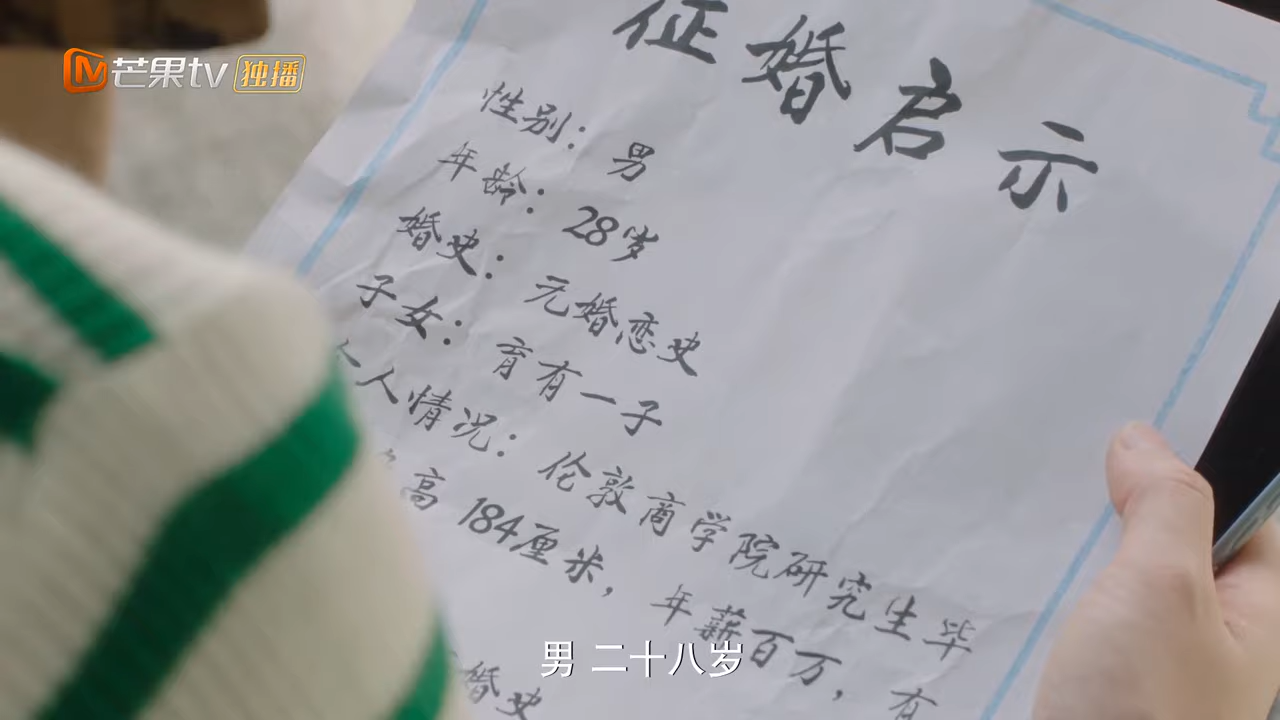 芒果tv 独播
征婚启示
性别：男
年龄：28岁
婚史：无婚恋史
子女：育有一子
个人情况：伦敦商学院研究生毕
高 184厘米，年薪百万，有
婚史
男 二十八岁